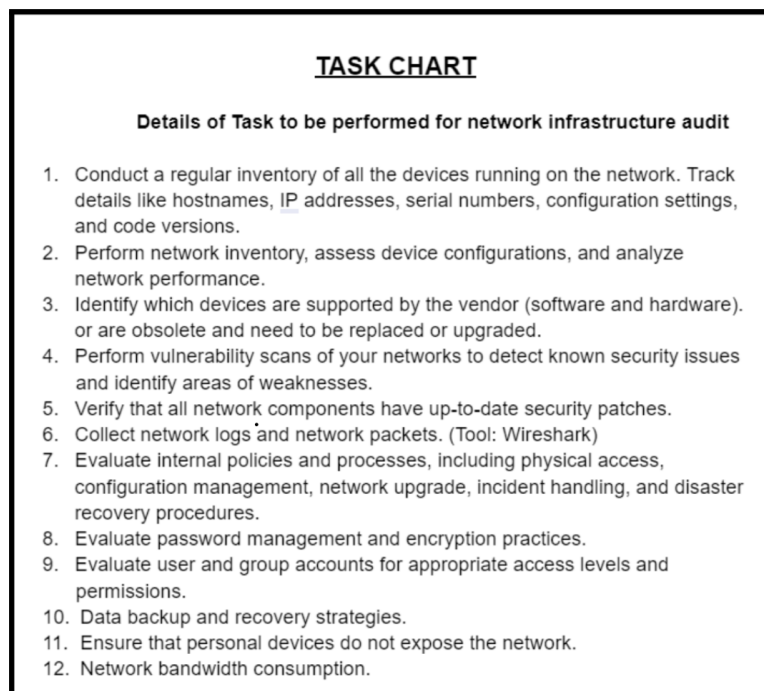 TASK CHART
Details of Task to be performed for network infrastructure audit
1. Conduct a regular inventory of all the devices running on the network. Track
details like hostnames, IP addresses, serial numbers, configuration settings,
and code versions.
2. Perform network inventory, assess device configurations, and analyze
network performance.
3. Identify which devices are supported by the vendor (software and hardware).
or are obsolete and need to be replaced or upgraded.
4. Perform vulnerability scans of your networks to detect known security issues
and identify areas of weaknesses.
5. Verify that all network components have up-to-date security patches.
6. Collect network logs and network packets. (Tool: Wireshark)
7. Evaluate internal policies and processes, including physical access,
configuration management, network upgrade, incident handling, and disaster
recovery procedures.
8. Evaluate password management and encryption practices.
9. Evaluate user and group accounts for appropriate access levels and
permissions.
10. Data backup and recovery strategies.
11. Ensure that personal devices do not expose the network.
12. Network bandwidth consumption.